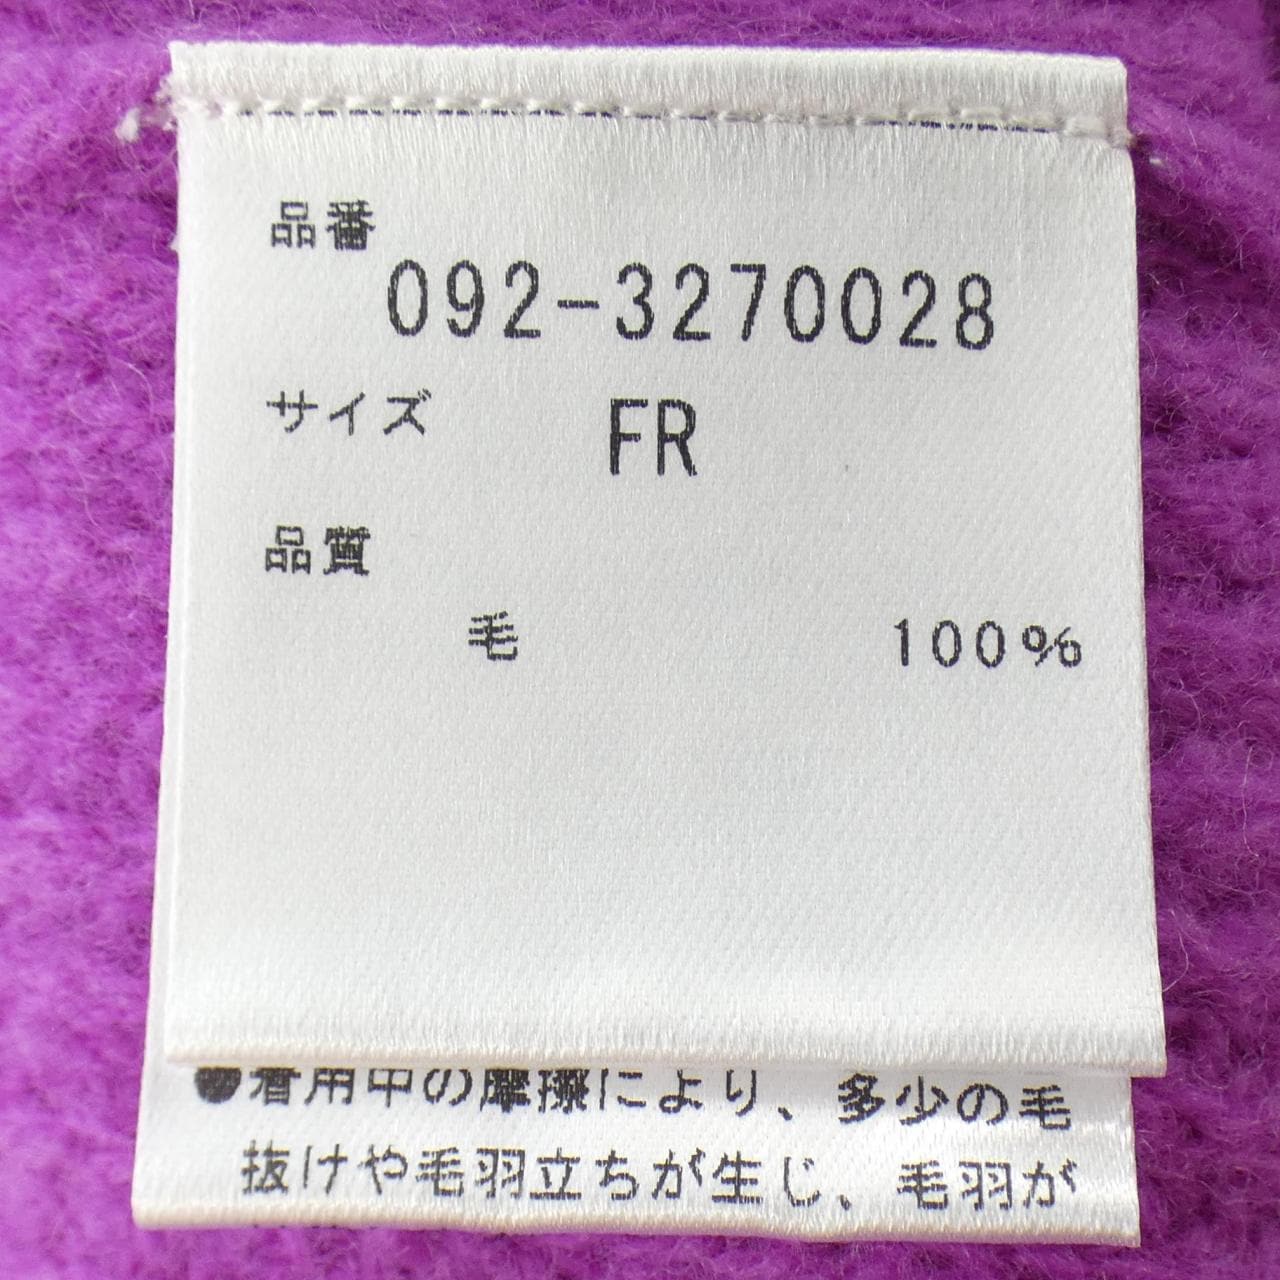 品番
092-3270028
サイズ FR
品質
毛 100%
●着用中の摩擦により、多少の毛
抜けや毛羽立ちが生じ、毛羽が